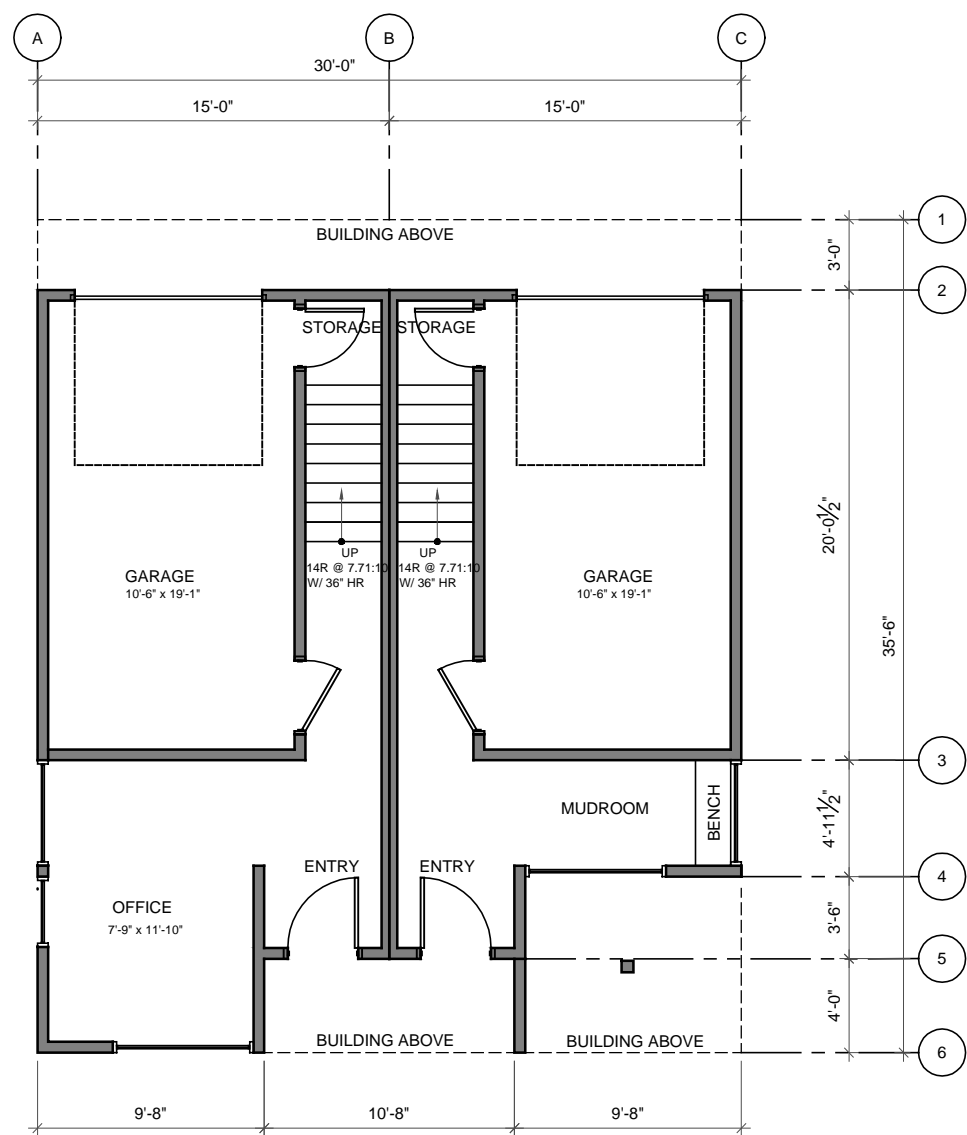 A
B
C
30'-0"
15'-0"
15'-0"
1
BUILDING ABOVE
3'-0"
2
STORAGE
STORAGE
20'-0½"
UP
14R @ 7.71:10
W/ 36" HR
UP
14R @ 7.71:10
W/ 36" HR
GARAGE
10'-6" x 19'-1"
GARAGE
10'-6" x 19'-1"
35'-6"
3
MUDROOM
BENCH
4'-11½"
ENTRY
ENTRY
4
OFFICE
7'-9" x 11'-10"
3'-6"
5
4'-0"
BUILDING ABOVE
BUILDING ABOVE
6
9'-8"
10'-8"
9'-8"